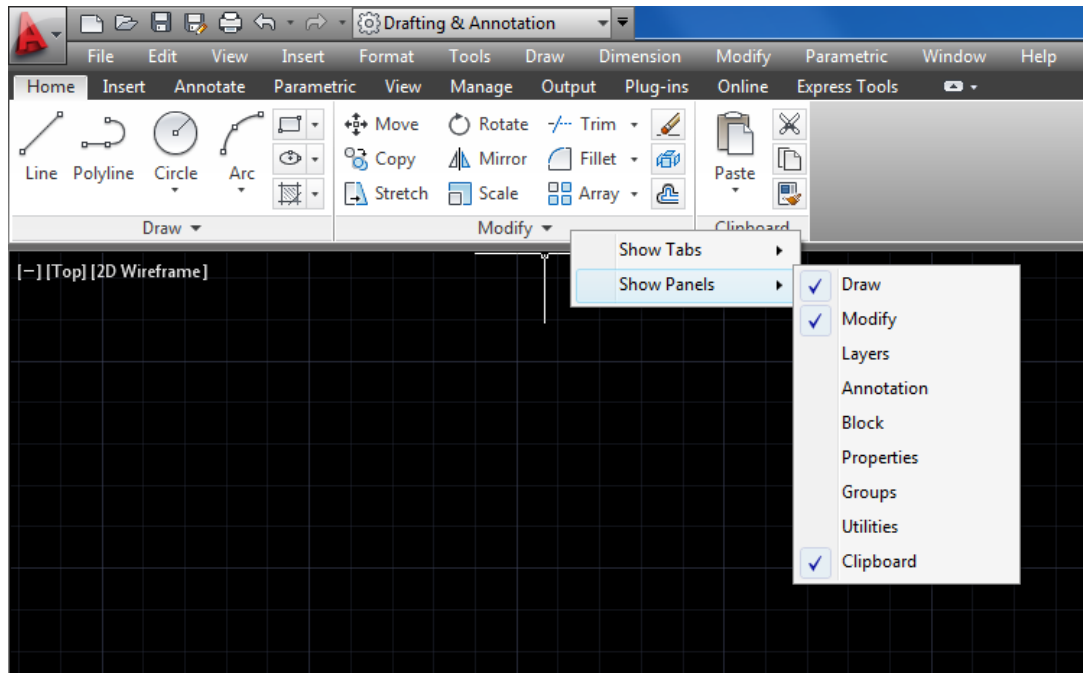 Drafting & Annotation
File Edit View Insert Format Tools Draw Dimension Modify Parametric Window Help
Home Insert Annotate Parametric View Manage Output Plug-ins Online Express Tools
Line Polyline Circle Arc
Move Rotate Trim
Copy Mirror Fillet
Stretch Scale Array
Paste
Draw Modify Clipboard
[−] [Top] [2D Wireframe]
Show Tabs
Show Panels
Draw
Modify
Layers
Annotation
Block
Properties
Groups
Utilities
Clipboard